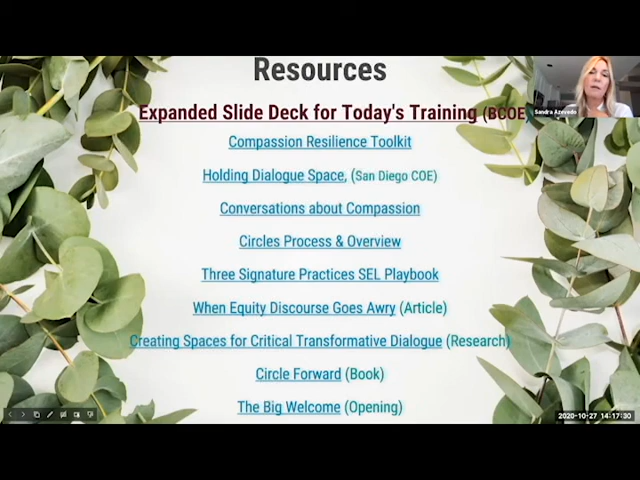 Resources
Expanded Slide Deck for Today's Training (BCOE
Sandra Azevedo
Compassion Resilience Toolkit
Holding Dialogue Space, (San Diego COE)
Conversations about Compassion
Circles Process & Overview
Three Signature Practices SEL Playbook
When Equity Discourse Goes Awry (Article)
Creating Spaces for Critical Transformative Dialogue (Research)
Circle Forward (Book)
The Big Welcome (Opening)
2020-10-27 14:17:30